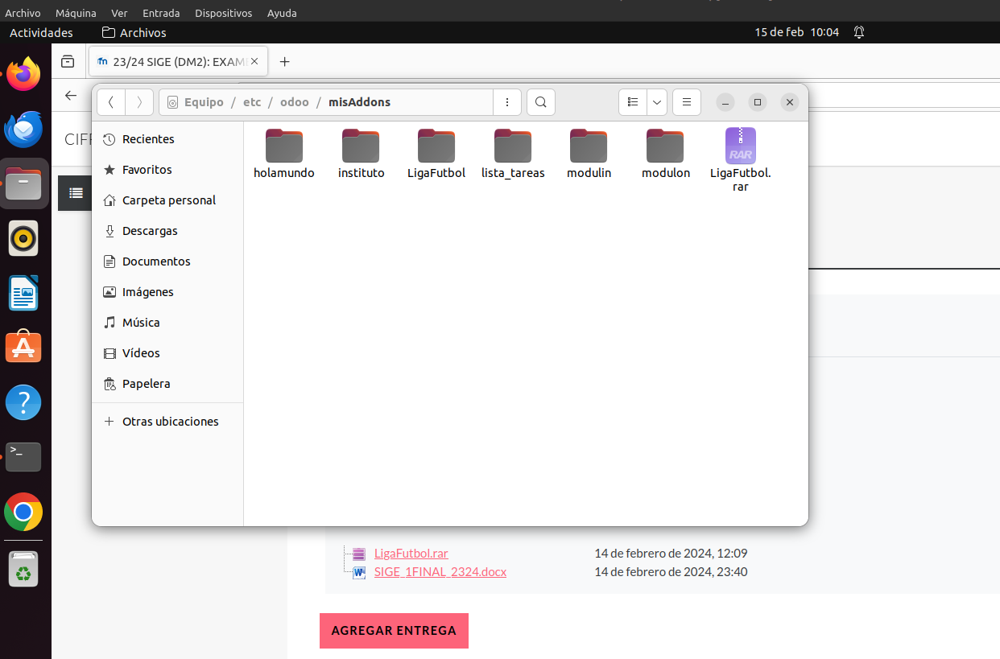 Archivo Máquina Ver Entrada Dispositivos Ayuda
Actividades Archivos 15 de feb 10:04
23/24 SIGE (DM2): EXAM
Equipo / etc / odoo / misAddons
CIF
Recientes
Favoritos
Carpeta personal
Descargas
Documentos
Imágenes
Música
Vídeos
Papelera
Otras ubicaciones
holamundo instituto LigaFutbol lista_tareas modulin modulon LigaFutbol.
rar
RAR
LigaFutbol.rar 14 de febrero de 2024, 12:09
SIGE_1FINAL_2324.docx 14 de febrero de 2024, 23:40
AGREGAR ENTREGA